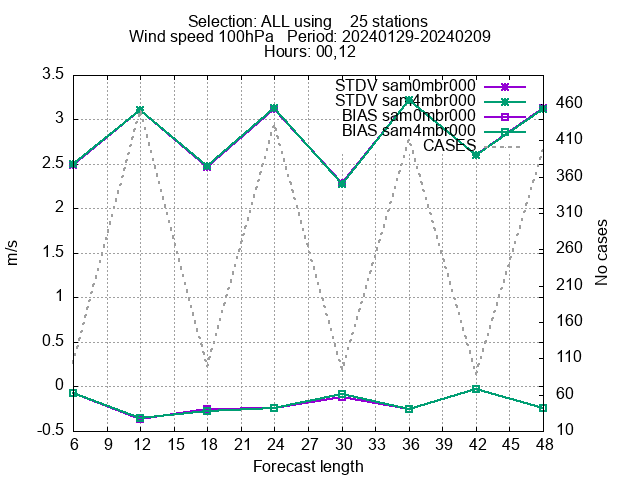 Selection: ALL using    25 stations
Wind speed 100hPa   Period: 20240129-20240209
Hours: 00,12
STDV sam0mbr000
STDV sam4mbr000
BIAS sam0mbr000
BIAS sam4mbr000
CASES
m/s
3.5
3
2.5
2
1.5
1
0.5
0
-0.5
No cases
460
410
360
310
260
210
160
110
60
10
6 9 12 15 18 21 24 27 30 33 36 39 42 45 48
Forecast length